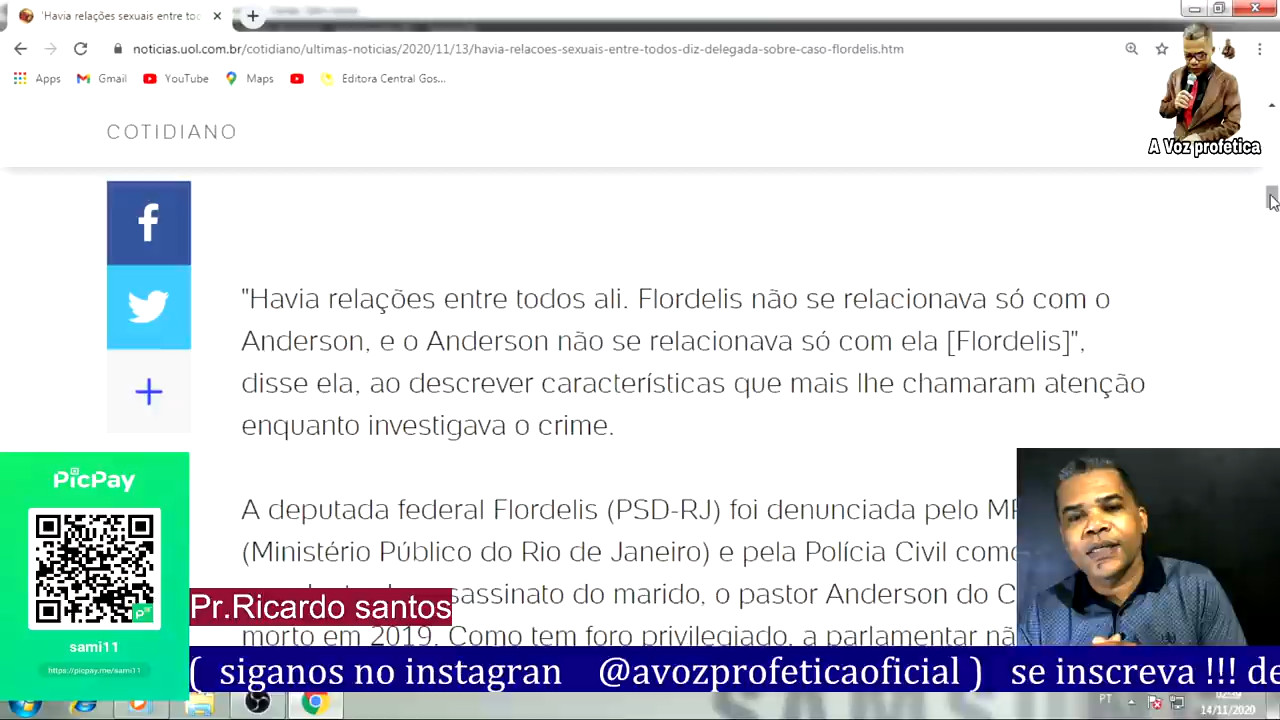 'Havia relações sexuais entre to
noticias.uol.com.br/cotidiano/ultimas-noticias/2020/11/13/havia-relacoes-sexuais-entre-todos-diz-delegada-sobre-caso-flordelis.htm
Apps Gmail YouTube Maps Editora Central Gos...
A Voz profetica
COTIDIANO
"Havia relações entre todos ali. Flordelis não se relacionava só com o
Anderson, e o Anderson não se relacionava só com ela [Flordelis]",
disse ela, ao descrever características que mais lhe chamaram atenção
enquanto investigava o crime.
A deputada federal Flordelis (PSD-RJ) foi denunciada pelo
(Ministério Público do Rio de Janeiro) e pela Polícia Civil
do marido, o pastor Anderson do
morto em 2019. Como tem foro privilegiado, a parlamentar
PicPay
sami11
https://picpay.me/sami11
Pr.Ricardo santos
( siganos no instagran @avozprofeticaoficial ) se inscreva !!! de
PT
14/11/2020